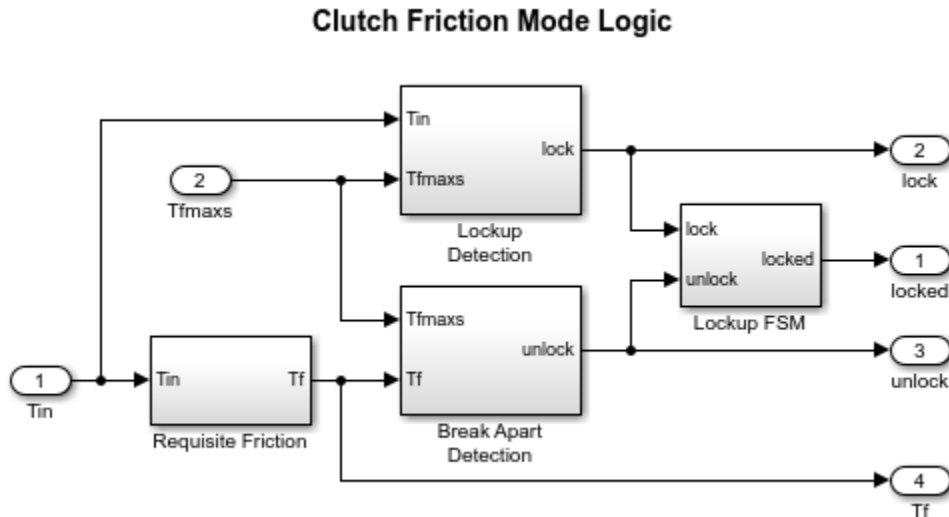 Clutch Friction Mode Logic
Tin
lock
Tfmaxs
Lockup
Detection
2
Tfmaxs
2
lock
lock
unlock
locked
Lockup FSM
1
locked
Tfmaxs
unlock
Tf
Break Apart
Detection
3
unlock
1
Tin
Tin
Tf
Requisite Friction
4
Tf